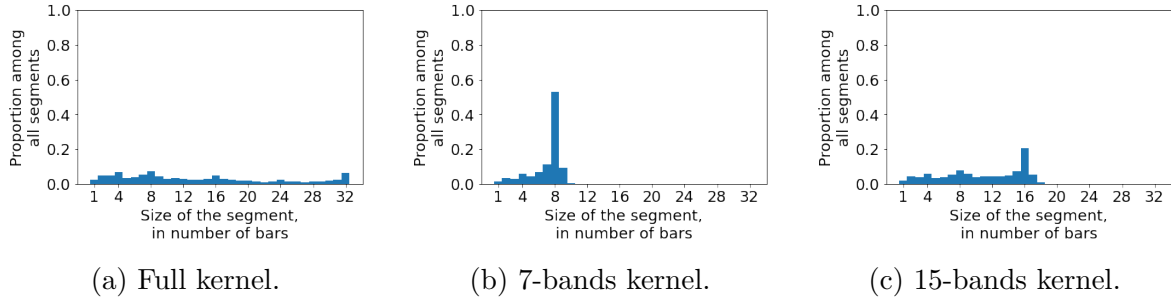 Proportion among
all segments
1.0
0.8
0.6
0.4
0.2
0.0
1 4 8 12 16 20 24 28 32
Size of the segment,
in number of bars
(a) Full kernel.
Proportion among
all segments
1.0
0.8
0.6
0.4
0.2
0.0
1 4 8 12 16 20 24 28 32
Size of the segment,
in number of bars
(b) 7-bands kernel.
Proportion among
all segments
1.0
0.8
0.6
0.4
0.2
0.0
1 4 8 12 16 20 24 28 32
Size of the segment,
in number of bars
(c) 15-bands kernel.